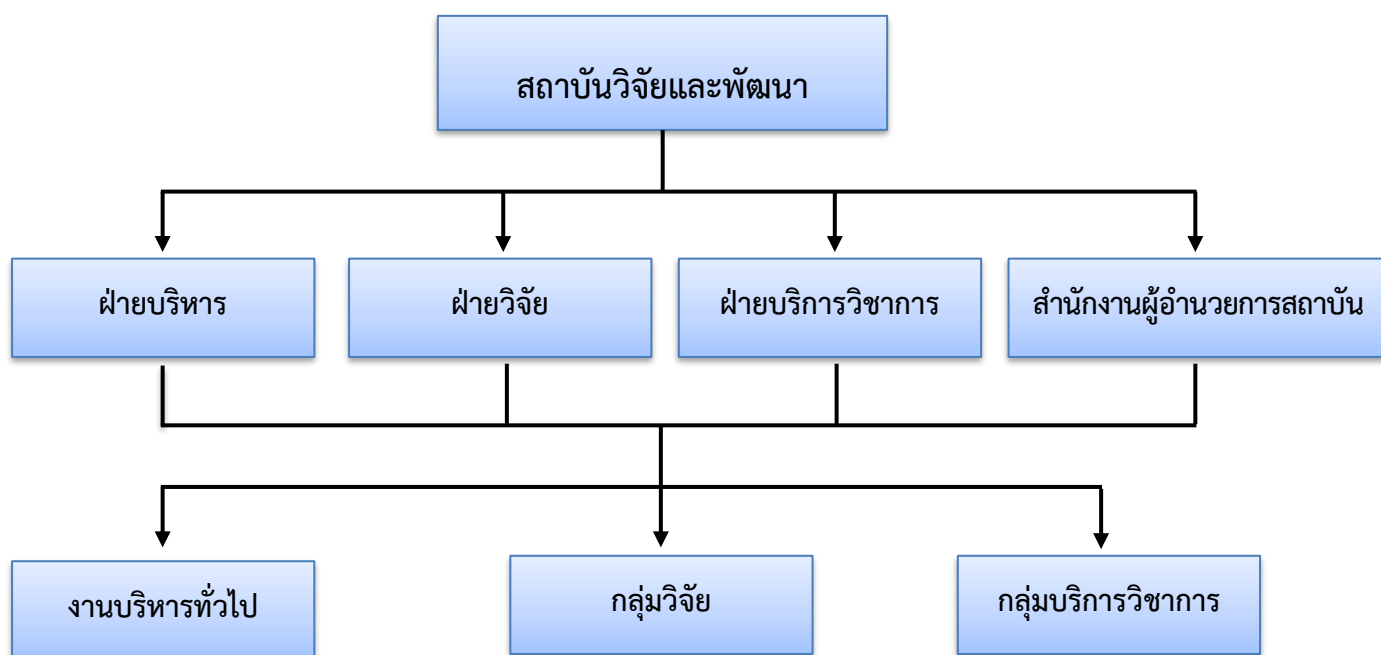 สถาบันวิจัยและพัฒนา
ฝ่ายบริหาร
ฝ่ายวิจัย
ฝ่ายบริการวิชาการ
สำนักงานผู้อำนวยการสถาบัน
งานบริหารทั่วไป
กลุ่มวิจัย
กลุ่มบริการวิชาการ